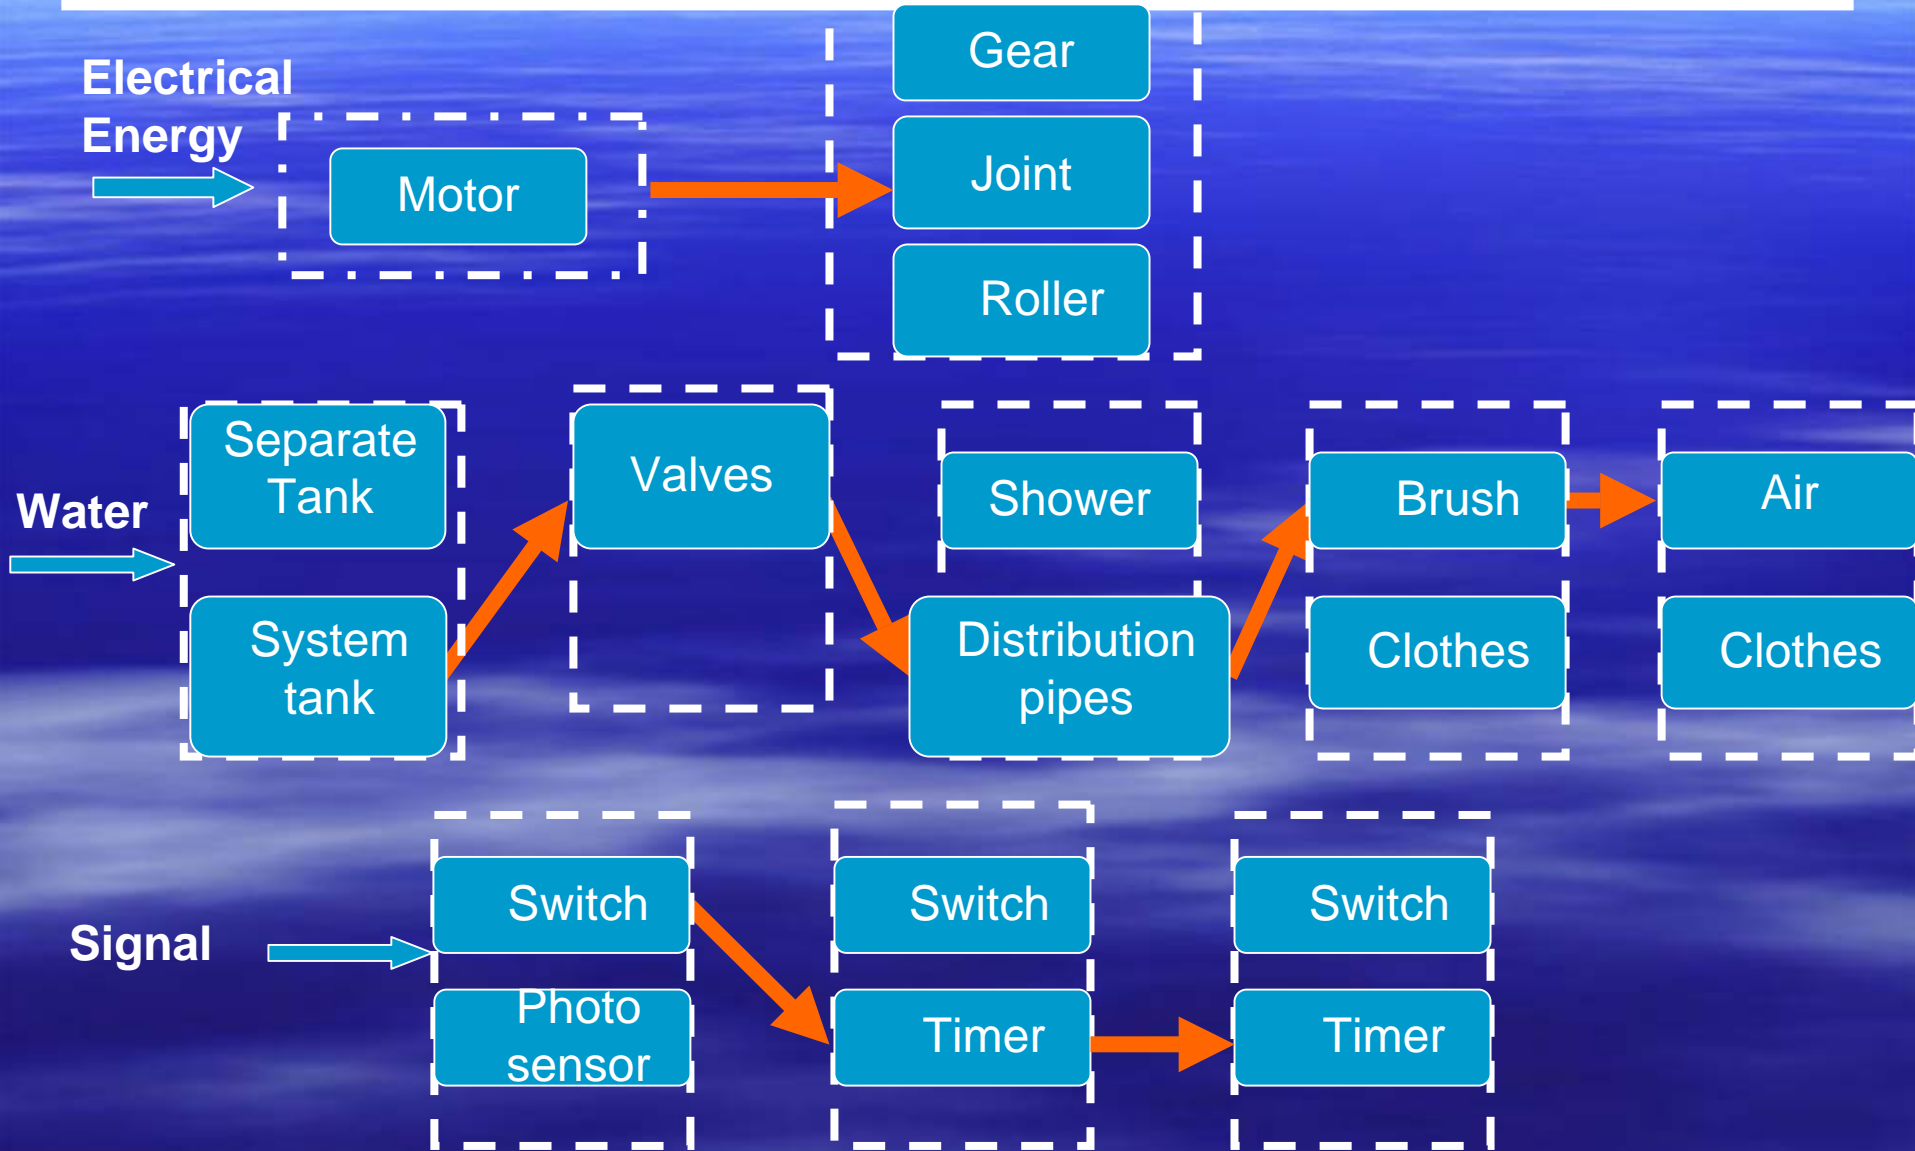 Electrical
Energy
Motor
Gear
Joint
Roller
Water
Separate
Tank
System
tank
Valves
Shower
Distribution
pipes
Brush
Clothes
Air
Clothes
Signal
Switch
Photo
sensor
Switch
Timer
Switch
Timer